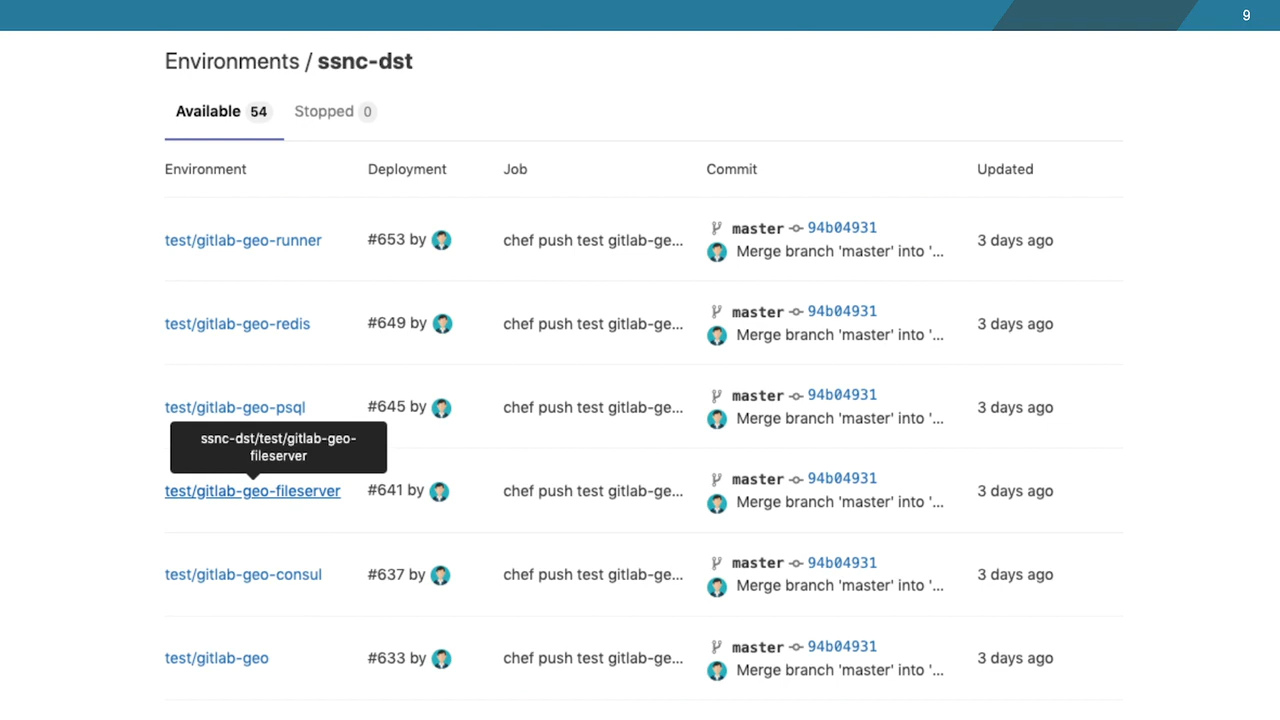 9
Environments / ssnc-dst
Available 54 Stopped 0
Environment Deployment Job Commit Updated
test/gitlab-geo-runner #653 by chef push test gitlab-ge... master 94b04931 3 days ago
Merge branch 'master' into '...
test/gitlab-geo-redis #649 by chef push test gitlab-ge... master 94b04931 3 days ago
Merge branch 'master' into '...
test/gitlab-geo-psql #645 by chef push test gitlab-ge... master 94b04931 3 days ago
Merge branch 'master' into '...
ssnc-dst/test/gitlab-geo-
fileserver
test/gitlab-geo-fileserver #641 by chef push test gitlab-ge... master 94b04931 3 days ago
Merge branch 'master' into '...
test/gitlab-geo-consul #637 by chef push test gitlab-ge... master 94b04931 3 days ago
Merge branch 'master' into '...
test/gitlab-geo #633 by chef push test gitlab-ge... master 94b04931 3 days ago
Merge branch 'master' into '...